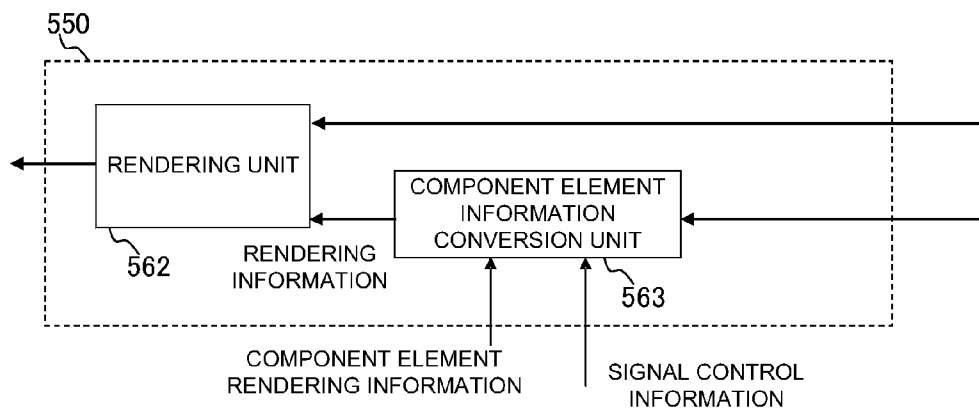 550
RENDERING UNIT
COMPONENT ELEMENT
INFORMATION
CONVERSION UNIT
562
RENDERING
INFORMATION
563
COMPONENT ELEMENT
RENDERING INFORMATION
SIGNAL CONTROL
INFORMATION